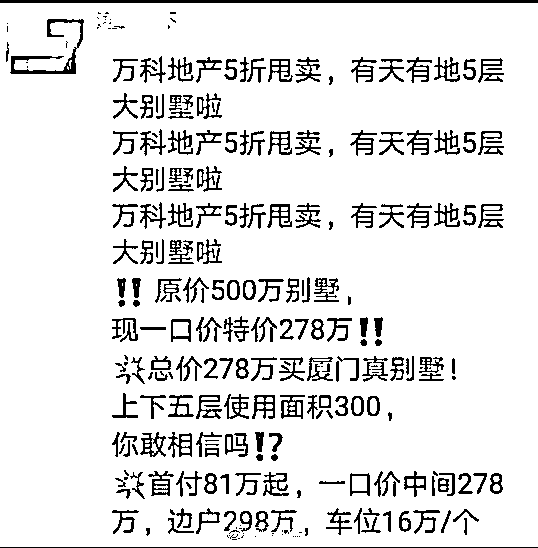 万科地产5折甩卖，有天有地5层
大别墅啦
万科地产5折甩卖，有天有地5层
大别墅啦
万科地产5折甩卖，有天有地5层
大别墅啦
‼️原价500万别墅，
现一口价特价278万‼️
💥总价278万买厦门真别墅！
上下五层使用面积300，
你敢相信吗⁉️
💥首付81万起，一口价中间278
万，边户298万，车位16万/个